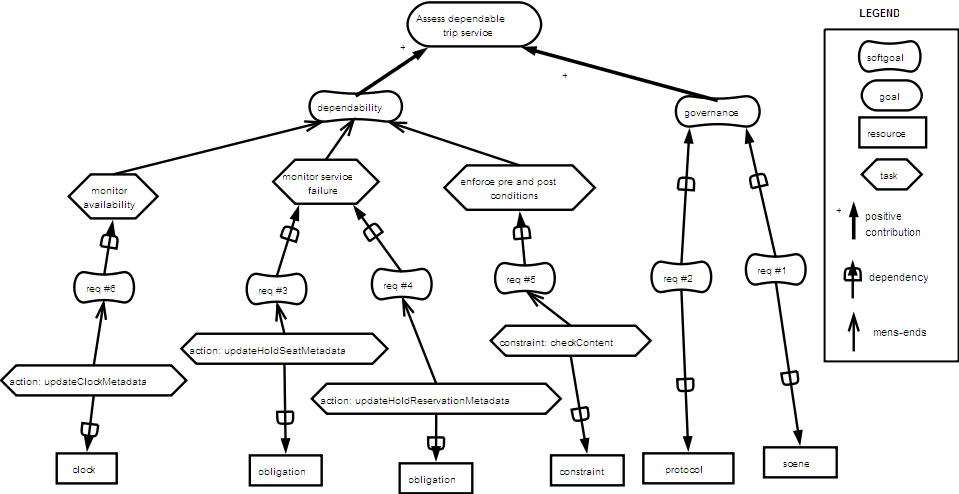 Assess dependable
trip service
+
+
dependability
governance
monitor
availability
monitor service
failure
enforce pre and post
conditions
req #6
req #3
req #4
req #5
req #2
req #1
action: updateClockMetadata
action: updateHoldSeatMetadata
action: updateHoldReservationMetadata
constraint: checkContent
clock
obligation
obligation
constraint
protocol
scene
LEGEND
softgoal
goal
resource
task
+
positive
contribution
dependency
mens-ends